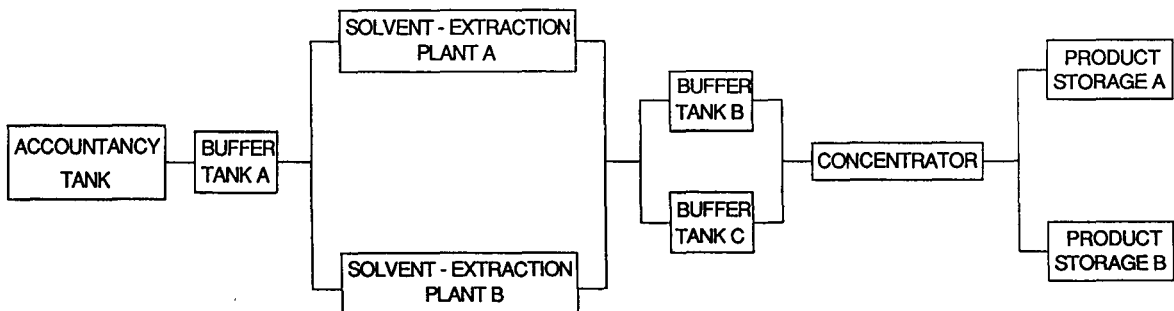 ACCOUNTANCY
TANK
BUFFER
TANK A
SOLVENT - EXTRACTION
PLANT A
SOLVENT - EXTRACTION
PLANT B
BUFFER
TANK B
BUFFER
TANK C
CONCENTRATOR
PRODUCT
STORAGE A
PRODUCT
STORAGE B